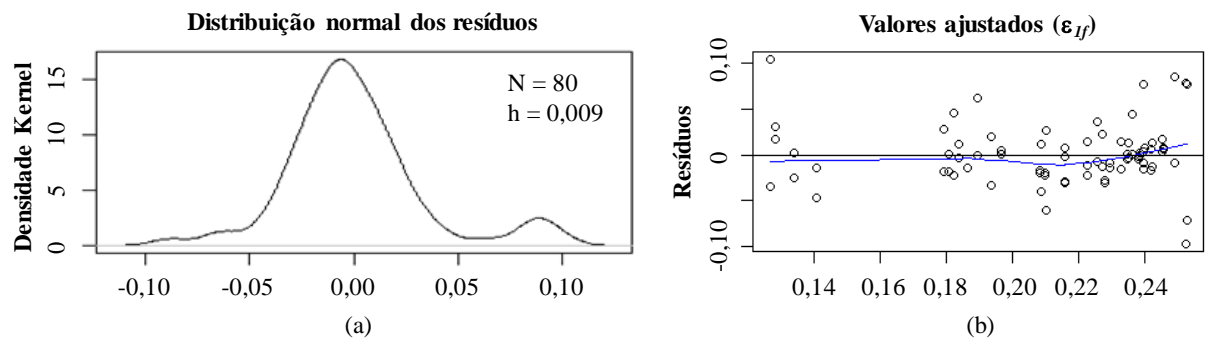 Distribuição normal dos resíduos
Densidade Kernel
15
10
5
0
N = 80
h = 0,009
-0,10 -0,05 0,00 0,05 0,10
(a)
Valores ajustados (ε1f)
Resíduos
0,10
0
-0,10
0,14 0,16 0,18 0,20 0,22 0,24
(b)